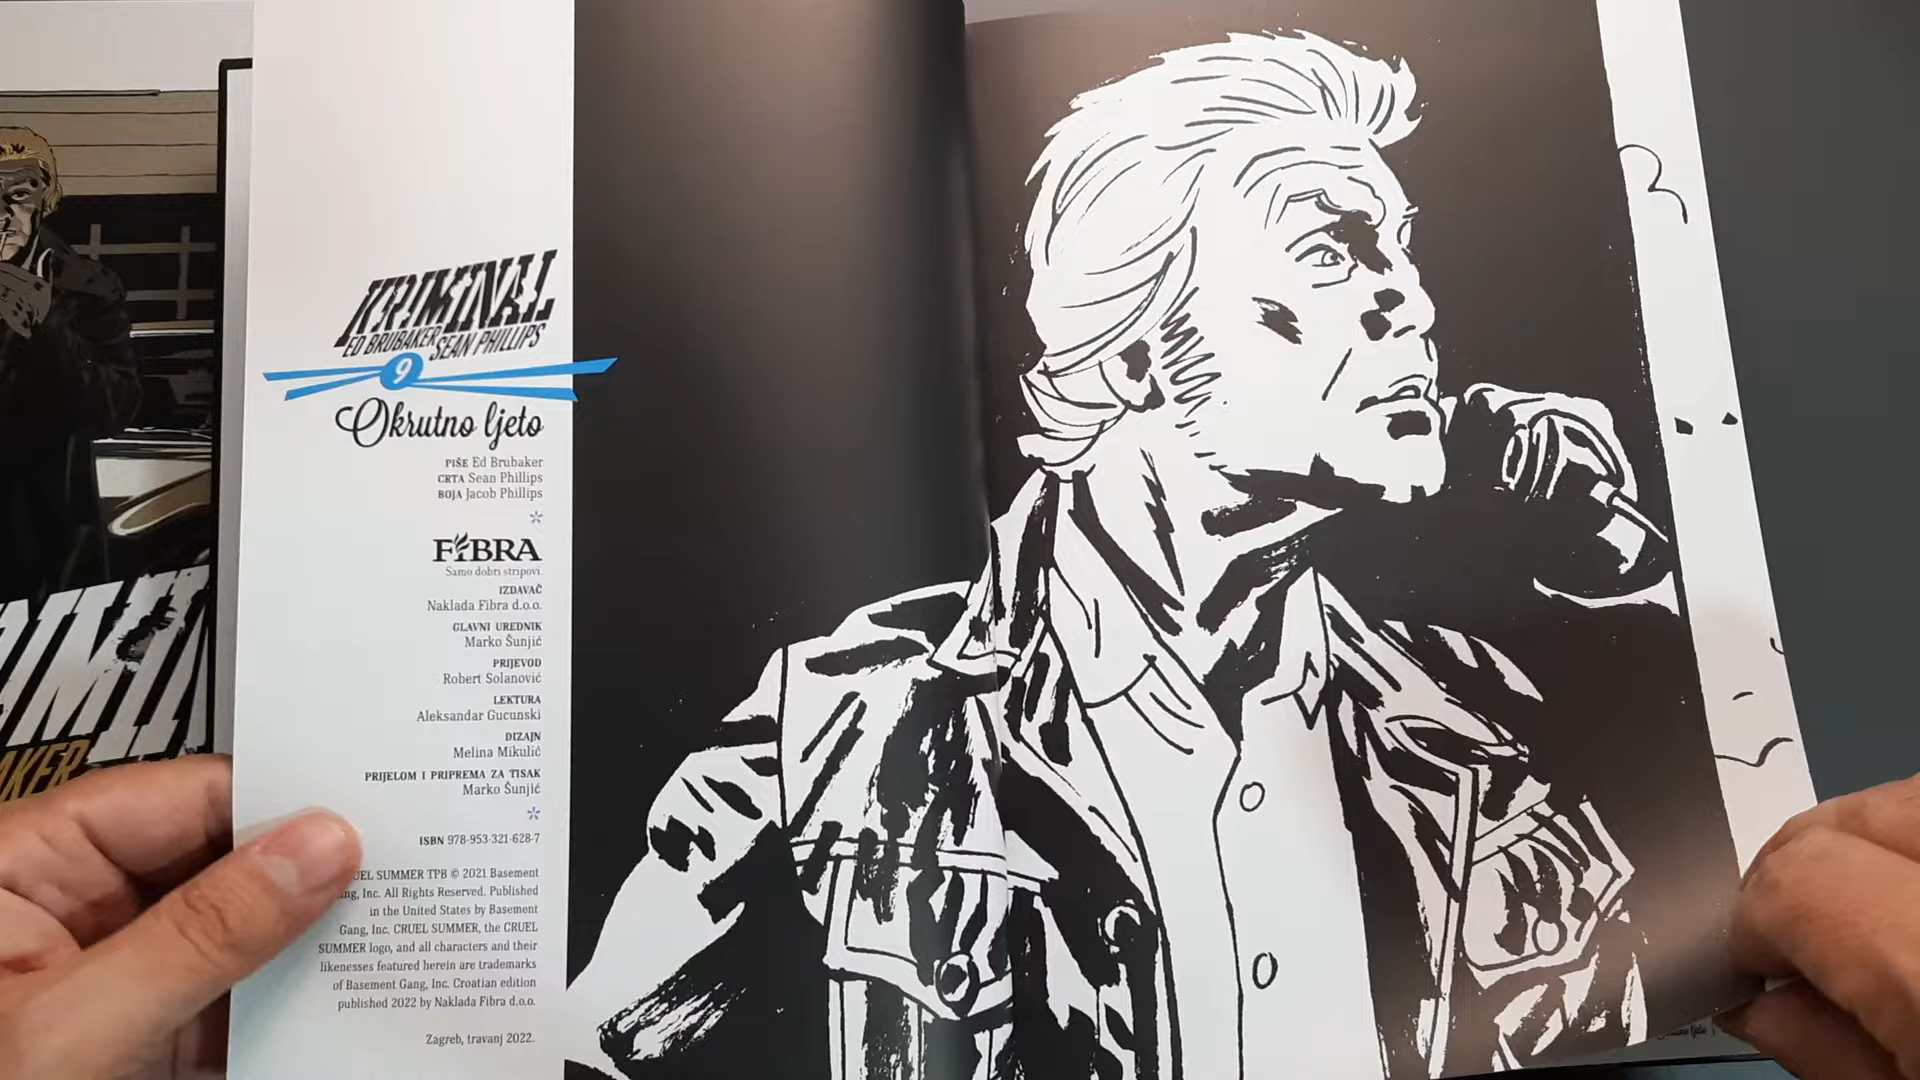 KRIMINAL
ED BRUBAKER SEAN PHILLIPS
9
Okrutno ljeto
PIŠE Ed Brubaker
CRTA Sean Phillips
BOJA Jacob Phillips
FIBRA
Samo dobri stripovi.
IZDAVAČ
Naklada Fibra d.o.o.
GLAVNI UREDNIK
Marko Šunjić
PRIJEVOD
Robert Solanović
LEKTURA
Aleksandar Gucunski
DIZAJN
Melina Mikulić
PRIJELOM I PRIPREMA ZA TISAK
Marko Šunjić
ISBN 978-953-321-628-7
UEL SUMMER TPB © 2021 Basement
ng, Inc. All Rights Reserved. Published
in the United States by Basement
Gang, Inc. CRUEL SUMMER, the CRUEL
SUMMER logo, and all characters and their
likenesses featured herein are trademarks
of Basement Gang, Inc. Croatian edition
published 2022 by Naklada Fibra d.o.o.
Zagreb, travanj 2022.
AKER
ljeto